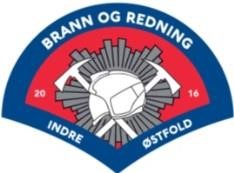 BRANN OG REDNING
20 16
INDRE ØSTFOLD